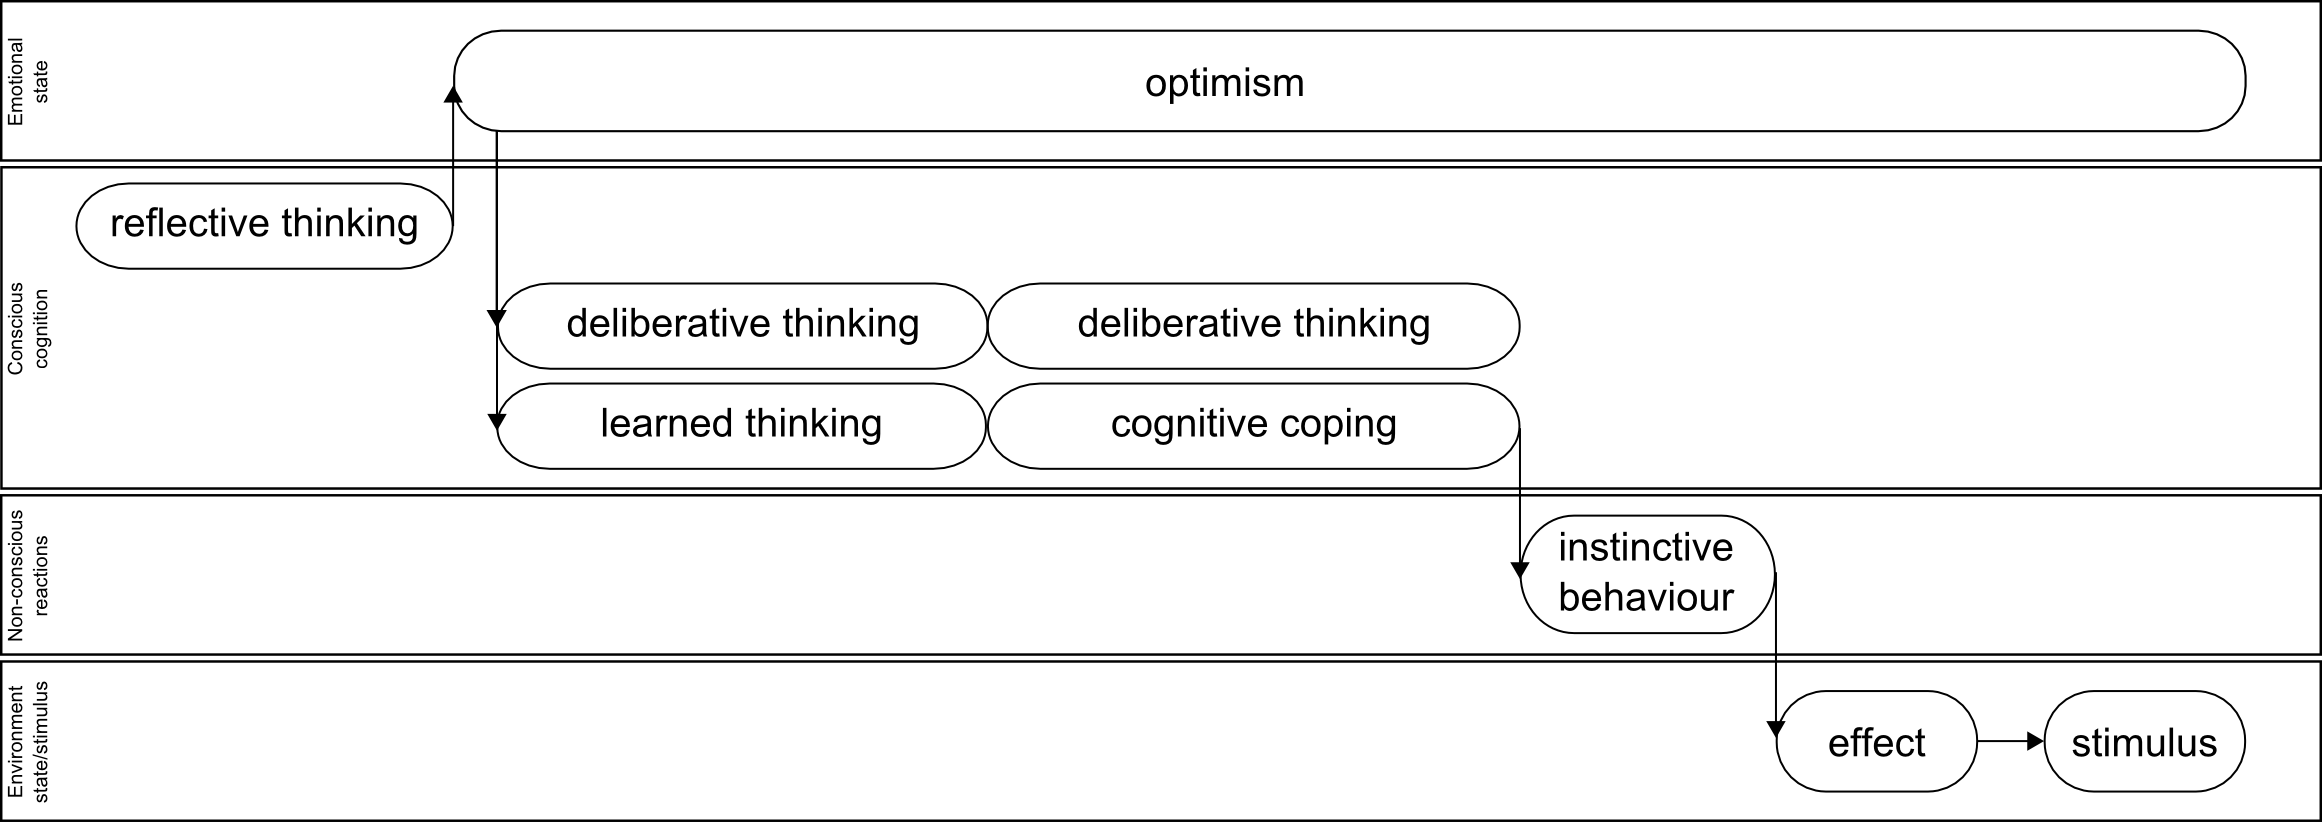 Emotional
state
optimism
Conscious
cognition
reflective thinking
deliberative thinking
deliberative thinking
learned thinking
cognitive coping
Non-conscious
reactions
instinctive
behaviour
Environment
state/stimulus
effect
stimulus